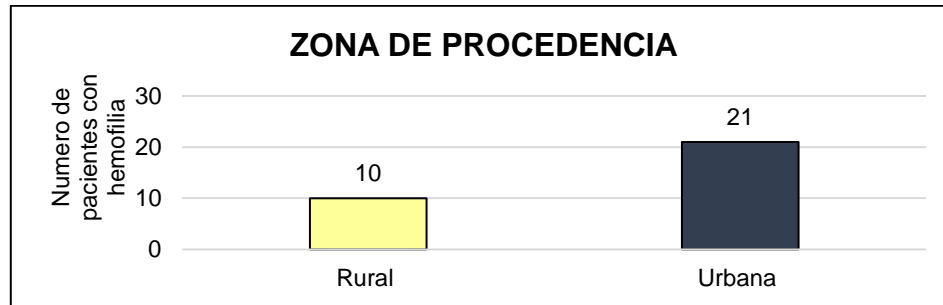 ZONA DE PROCEDENCIA
Numero de
pacientes con
hemofilia
30
20
10
0
10
21
Rural
Urbana